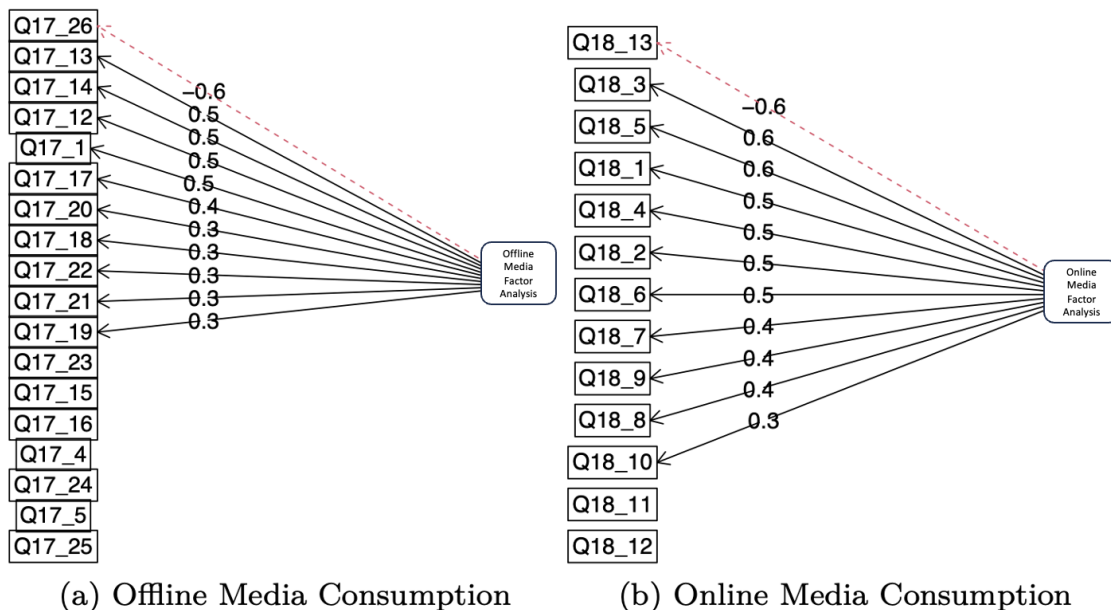 Q17_26
Q17_13
Q17_14
Q17_12
Q17_1
Q17_17
Q17_20
Q17_18
Q17_22
Q17_21
Q17_19
Q17_23
Q17_15
Q17_16
Q17_4
Q17_24
Q17_5
Q17_25
−0.6
0.5
0.5
0.5
0.5
0.4
0.3
0.3
0.3
0.3
0.3
Offline
Media
Factor
Analysis
(a) Offline Media Consumption
Q18_13
Q18_3
Q18_5
Q18_1
Q18_4
Q18_2
Q18_6
Q18_7
Q18_9
Q18_8
Q18_10
Q18_11
Q18_12
−0.6
0.6
0.6
0.5
0.5
0.5
0.5
0.4
0.4
0.4
0.3
Online
Media
Factor
Analysis
(b) Online Media Consumption